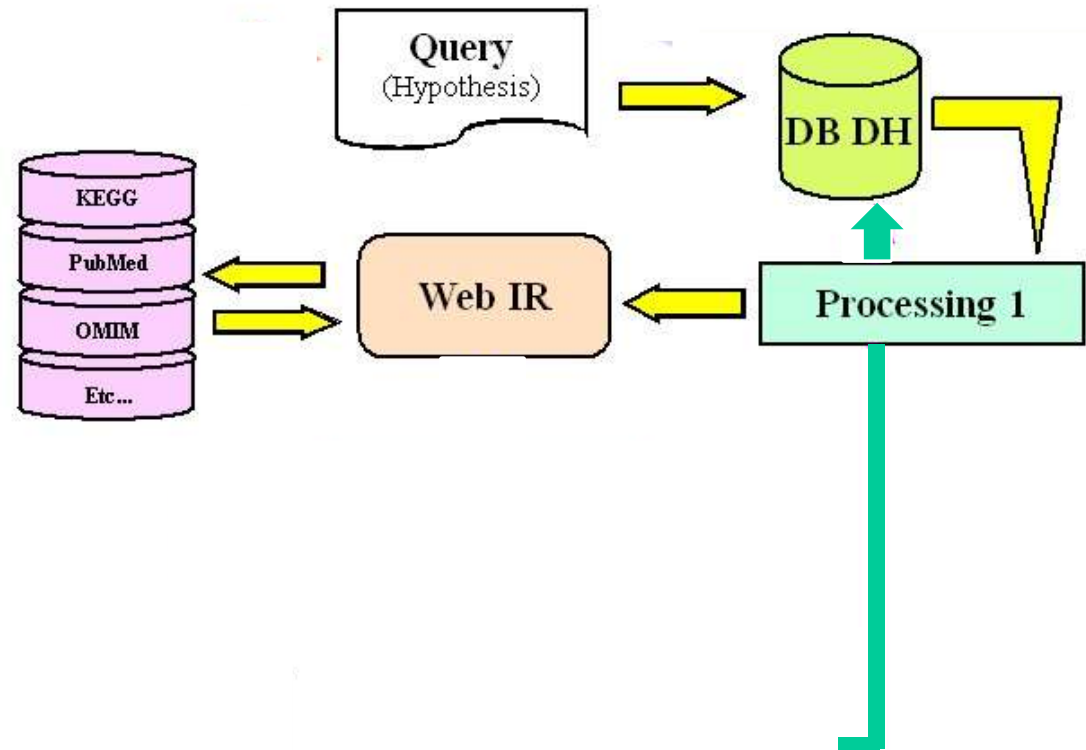 Query
(Hypothesis)
DB DH
KEGG
PubMed
OMIM
Etc...
Web IR
Processing 1